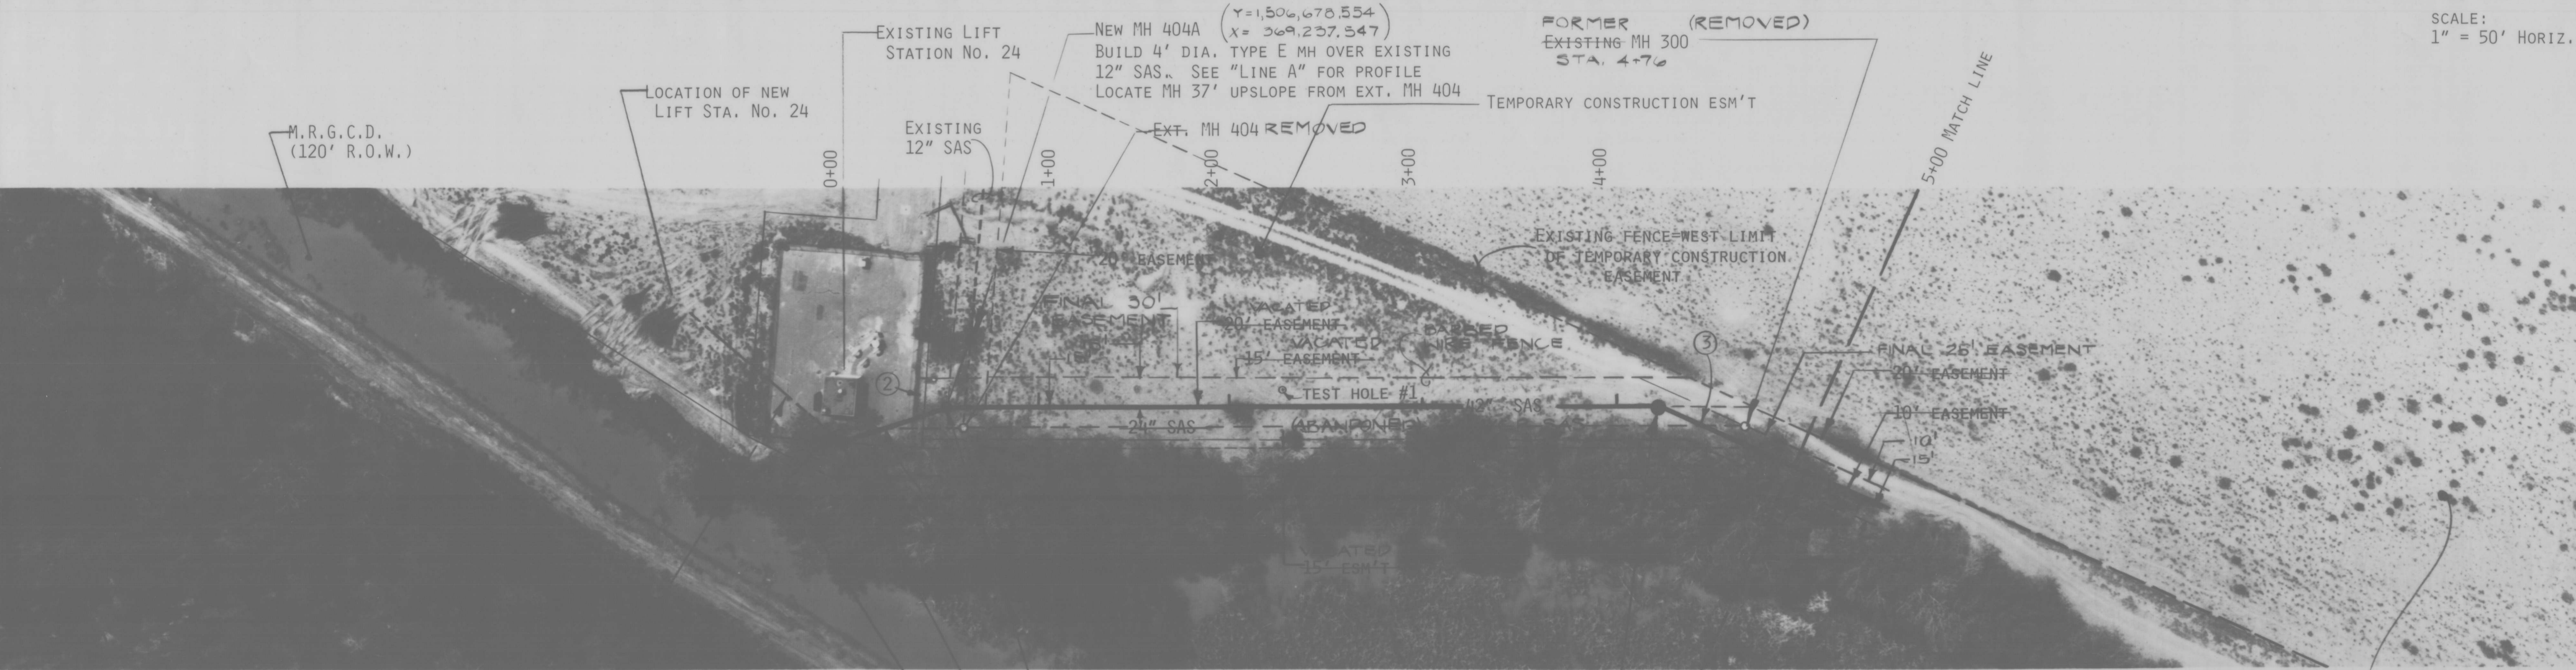 EXISTING LIFT
STATION No. 24
LOCATION OF NEW
LIFT STA. No. 24
M.R.G.C.D.
(120' R.O.W.)
EXISTING
12" SAS
NEW MH 404A
(Y=1,506,678.554
X= 369,237.547)
BUILD 4' DIA. TYPE E MH OVER EXISTING
12" SAS. SEE "LINE A" FOR PROFILE
LOCATE MH 37' UPSLOPE FROM EXT. MH 404
EXT. MH 404 REMOVED
TEMPORARY CONSTRUCTION ESM'T
FORMER (REMOVED)
EXISTING MH 300
STA. 4+76
SCALE:
1" = 50' HORIZ.
5+00 MATCH LINE
0+00
1+00
2+00
3+00
4+00
EXISTING FENCE=WEST LIMIT
OF TEMPORARY CONSTRUCTION
EASEMENT
20' EASEMENT
FINAL 30'
EASEMENT
VACATED
20' EASEMENT
VACATED
15' EASEMENT
BARBED
WIRE FENCE
2
3
TEST HOLE #1
42" SAS
24" SAS
(ABANDONED)
FINAL 25' EASEMENT
20' EASEMENT
10' EASEMENT
10'
15'
VACATED
15' ESM'T